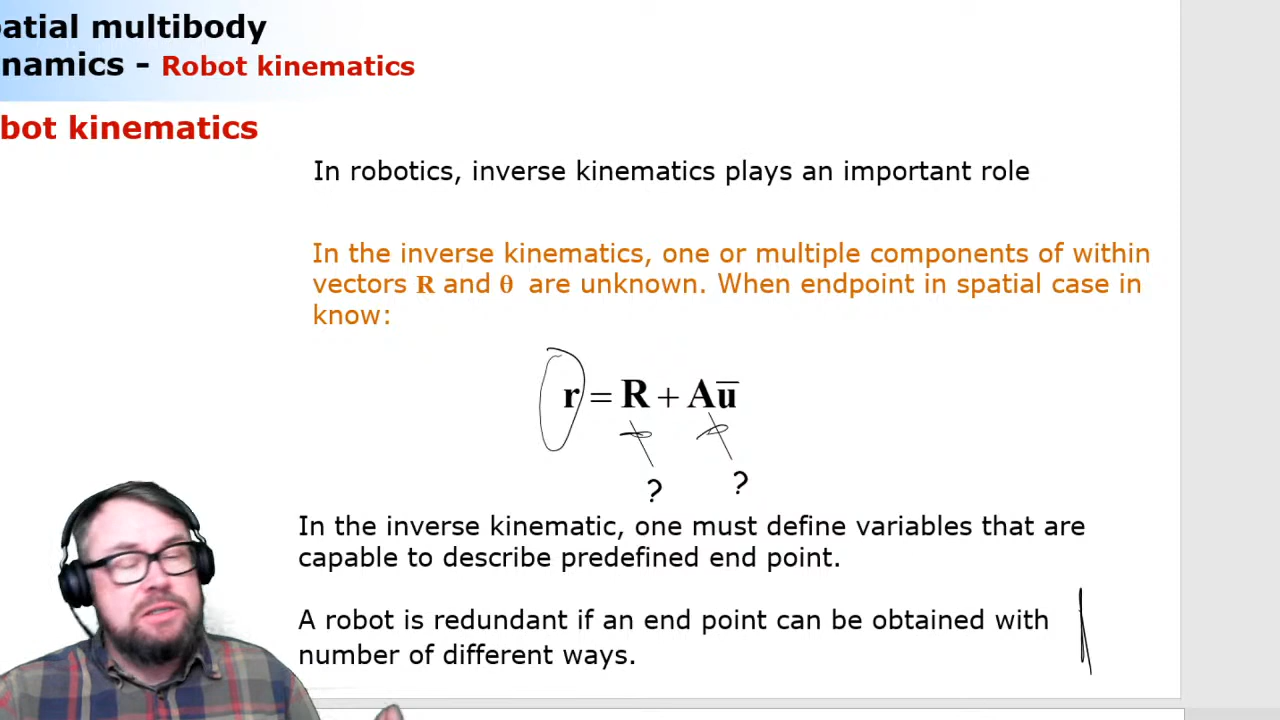 patial multibody
namics - Robot kinematics
bot kinematics
In robotics, inverse kinematics plays an important role
In the inverse kinematics, one or multiple components of within
vectors R and θ are unknown. When endpoint in spatial case in
know:
r = R + Aū
? ?
In the inverse kinematic, one must define variables that are
capable to describe predefined end point.
A robot is redundant if an end point can be obtained with
number of different ways.